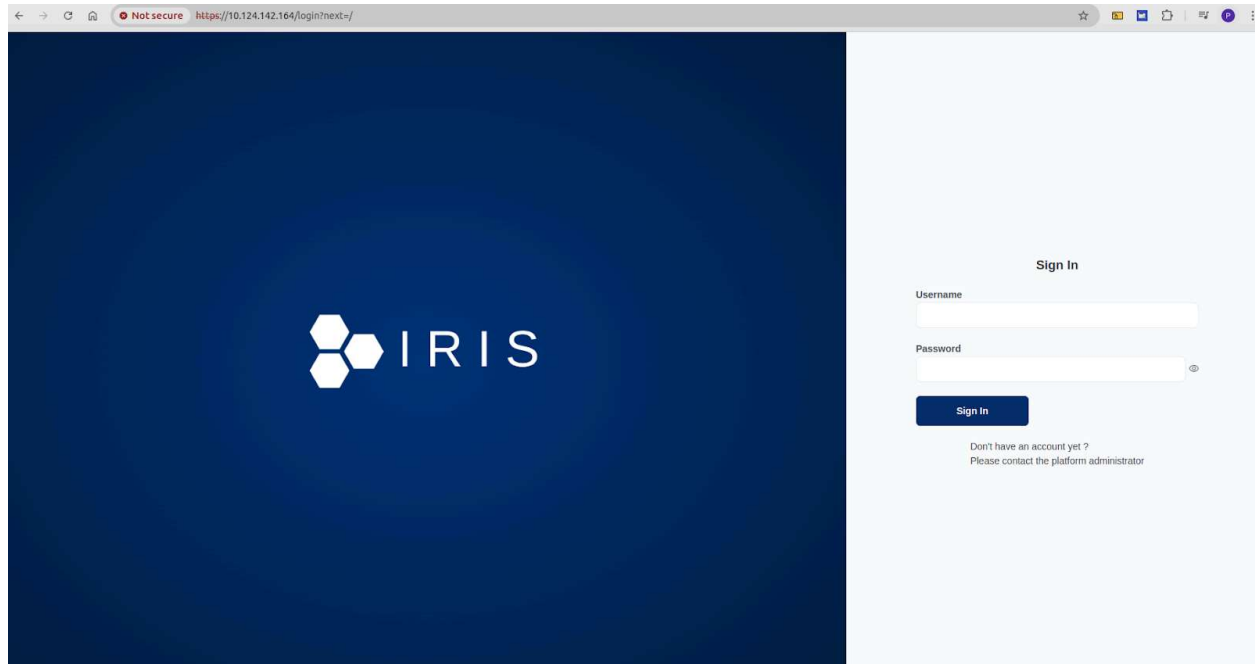 Not secure https://10.124.142.164/login?next=/
IRIS
Sign In
Username
Password
Sign In
Don't have an account yet ?
Please contact the platform administrator